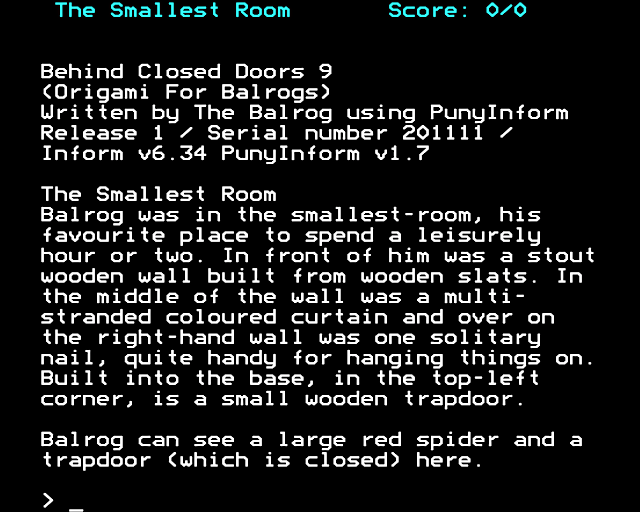 The Smallest Room Score: 0/0
Behind Closed Doors 9
(Origami For Balrogs)
Written by The Balrog using PunyInform
Release 1 / Serial number 201111 /
Inform v6.34 PunyInform v1.7
The Smallest Room
Balrog was in the smallest-room, his
favourite place to spend a leisurely
hour or two. In front of him was a stout
wooden wall built from wooden slats. In
the middle of the wall was a multi-
stranded coloured curtain and over on
the right-hand wall was one solitary
nail, quite handy for hanging things on.
Built into the base, in the top-left
corner, is a small wooden trapdoor.
Balrog can see a large red spider and a
trapdoor (which is closed) here.
> _